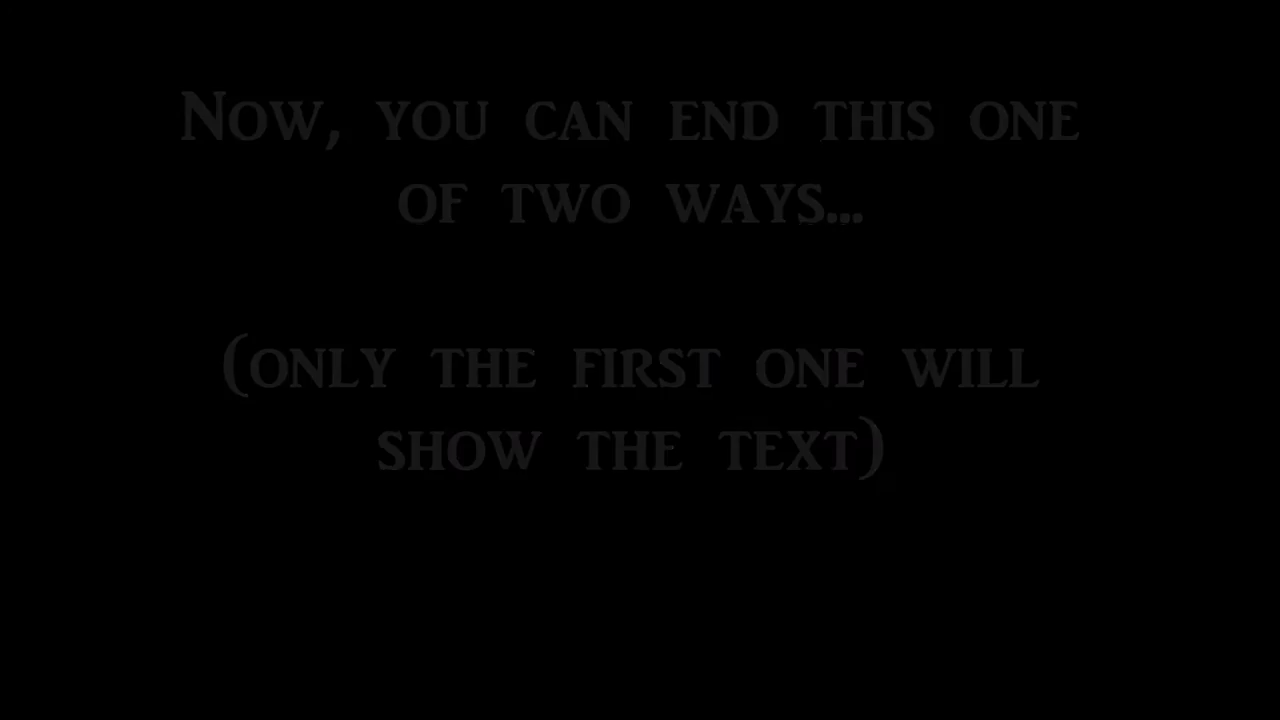 Now, you can end this one
of two ways...
(only the first one will
show the text)